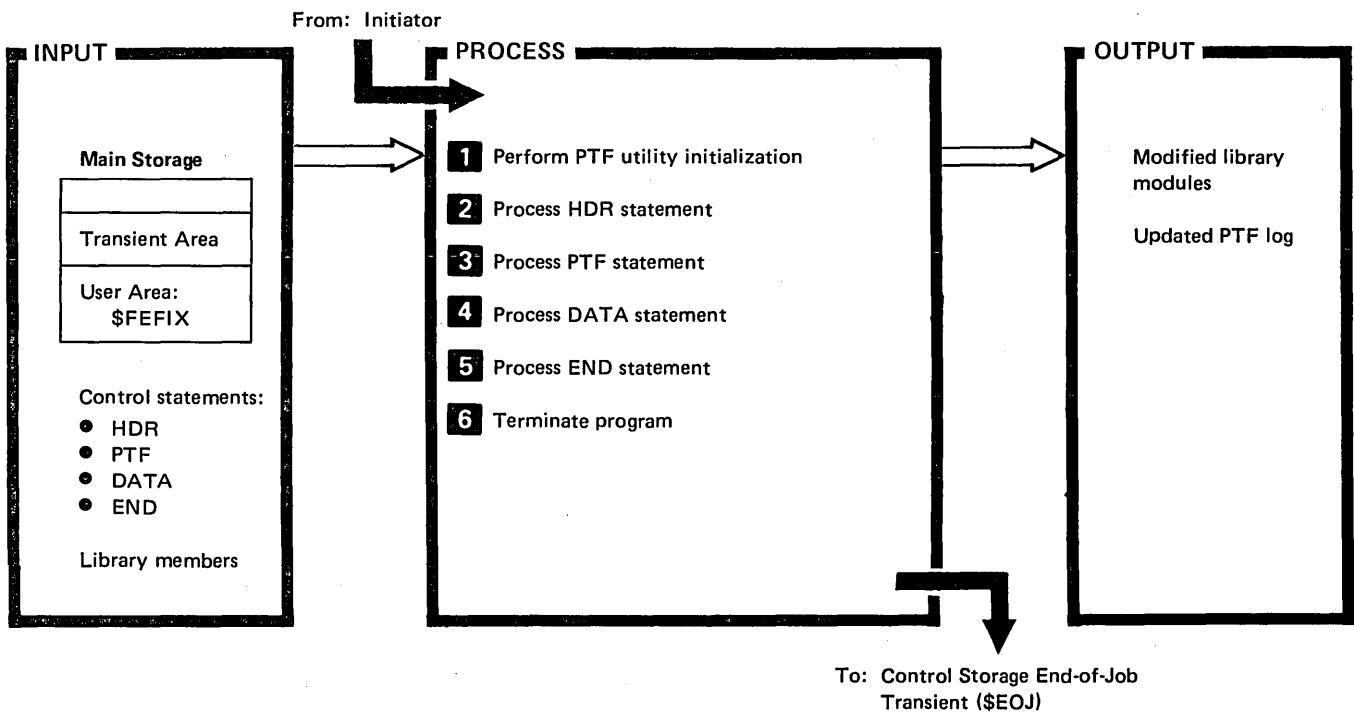 From: Initiator
INPUT
Main Storage
Transient Area
User Area:
$FEFIX
Control statements:
● HDR
● PTF
● DATA
● END
Library members
PROCESS
1 Perform PTF utility initialization
2 Process HDR statement
3 Process PTF statement
4 Process DATA statement
5 Process END statement
6 Terminate program
OUTPUT
Modified library
modules
Updated PTF log
To: Control Storage End-of-Job
Transient ($EOJ)